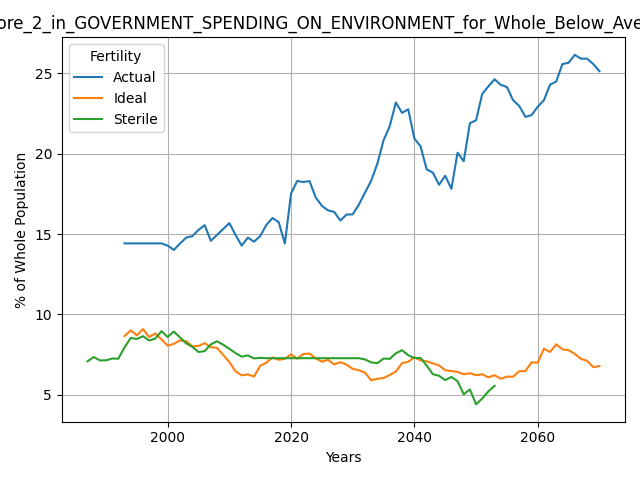 ore_2_in_GOVERNMENT_SPENDING_ON_ENVIRONMENT_for_Whole_Below_Ave
Fertility
Actual
Ideal
Sterile
% of Whole Population
25
20
15
10
5
2000 2020 2040 2060
Years